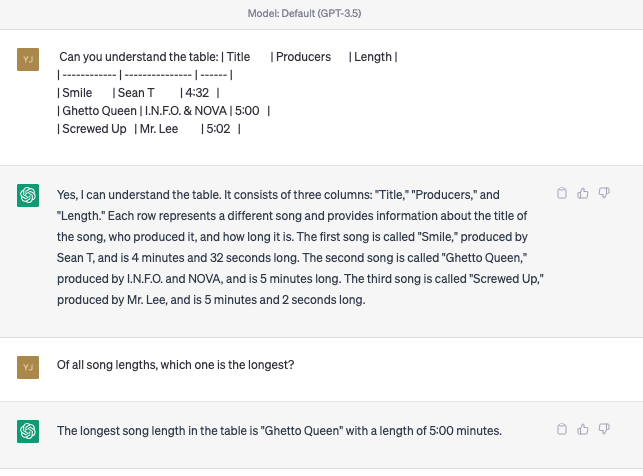 Model: Default (GPT-3.5)
YJ
Can you understand the table: | Title | Producers | Length |
| ------------ | --------------- | ------ |
| Smile | Sean T | 4:32 |
| Ghetto Queen | I.N.F.O. & NOVA | 5:00 |
| Screwed Up | Mr. Lee | 5:02 |
Yes, I can understand the table. It consists of three columns: "Title," "Producers," and
"Length." Each row represents a different song and provides information about the title of
the song, who produced it, and how long it is. The first song is called "Smile," produced by
Sean T, and is 4 minutes and 32 seconds long. The second song is called "Ghetto Queen,"
produced by I.N.F.O. and NOVA, and is 5 minutes long. The third song is called "Screwed Up,"
produced by Mr. Lee, and is 5 minutes and 2 seconds long.
YJ
Of all song lengths, which one is the longest?
The longest song length in the table is "Ghetto Queen" with a length of 5:00 minutes.